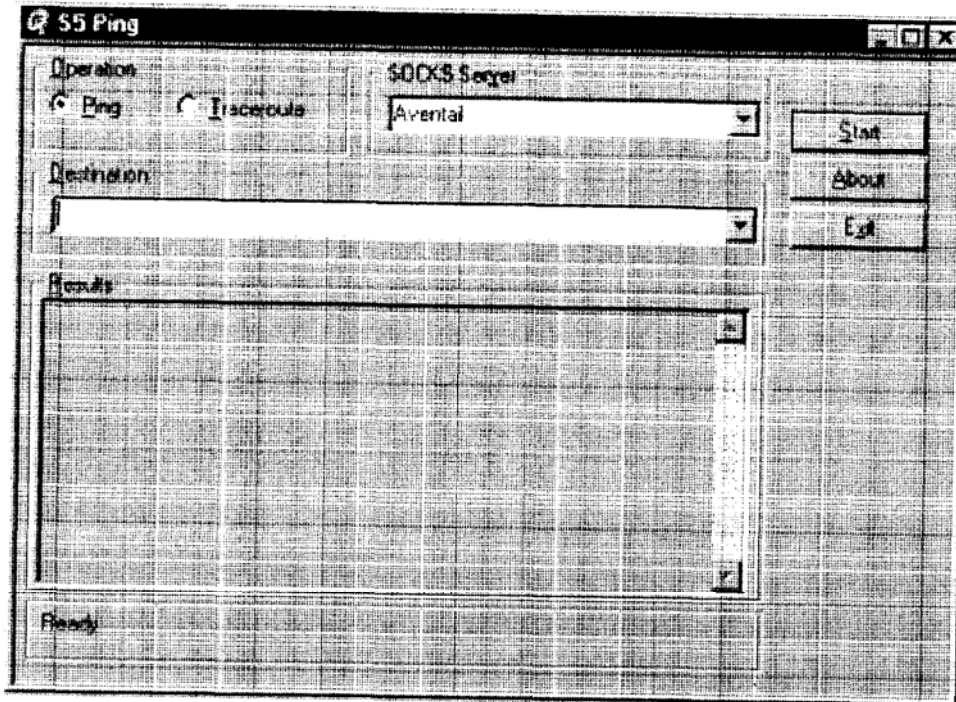 S5 Ping
Operation
Ping
Traceroute
SOCKS Server
Aventail
Start
About
Exit
Destination
Results
Ready